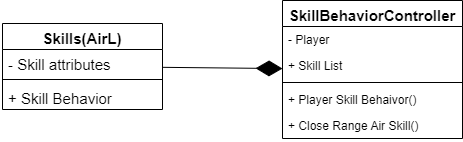 Skills(AirL)
- Skill attributes
+ Skill Behavior
SkillBehaviorController
- Player
+ Skill List
+ Player Skill Behaivor()
+ Close Range Air Skill()